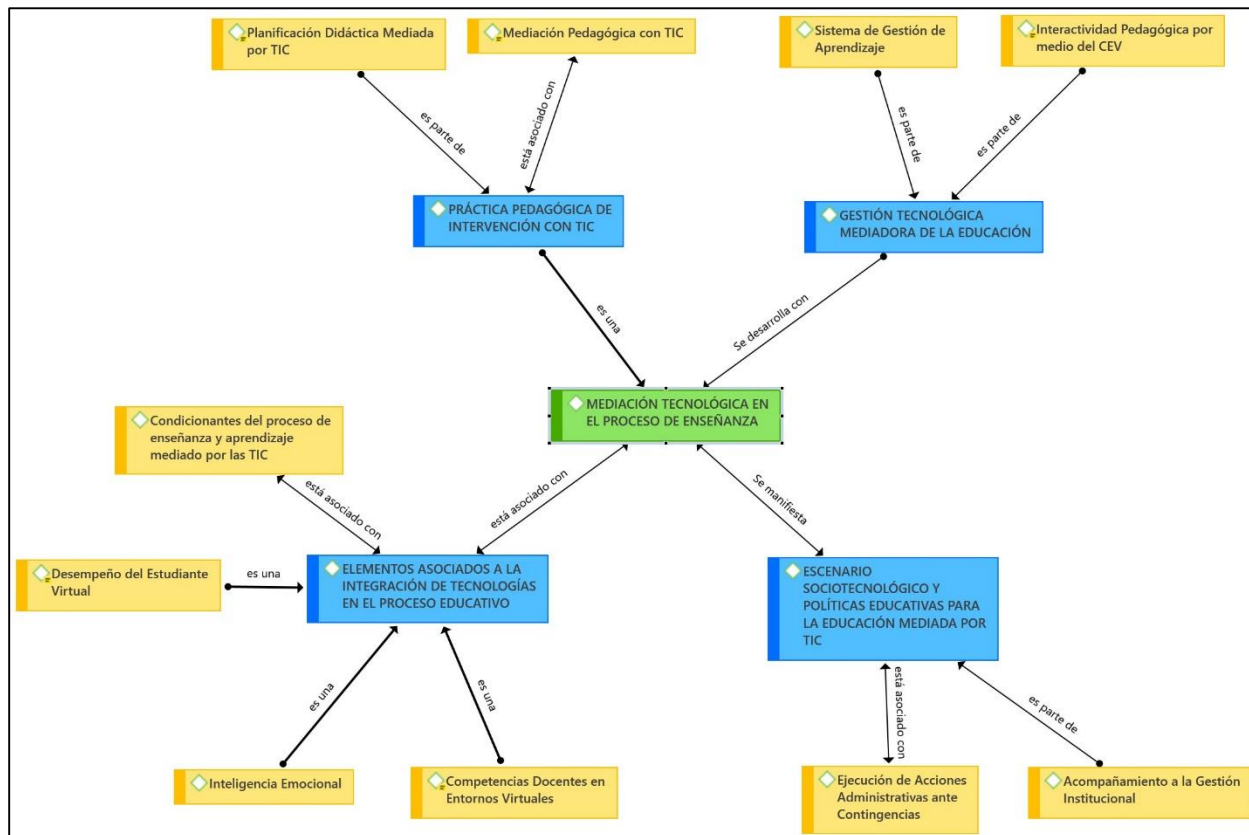 Planificación Didáctica Mediada
por TIC
Mediación Pedagógica con TIC
Sistema de Gestión de
Aprendizaje
Interactividad Pedagógica por
medio del CEV
es parte de
está asociado con
es parte de
es parte de
PRÁCTICA PEDAGÓGICA DE
INTERVENCIÓN CON TIC
GESTIÓN TECNOLÓGICA
MEDIADORA DE LA EDUCACIÓN
es una
Se desarrolla con
MEDIACIÓN TECNOLÓGICA EN
EL PROCESO DE ENSEÑANZA
Condicionantes del proceso de
enseñanza y aprendizaje
mediado por las TIC
está asociado con
está asociado con
Se manifiesta
Desempeño del Estudiante
Virtual
es una
ELEMENTOS ASOCIADOS A LA
INTEGRACIÓN DE TECNOLOGÍAS
EN EL PROCESO EDUCATIVO
ESCENARIO
SOCIOTECNOLÓGICO Y
POLÍTICAS EDUCATIVAS PARA
LA EDUCACIÓN MEDIADA POR
TIC
es una
es una
está asociado con
es parte de
Inteligencia Emocional
Competencias Docentes en
Entornos Virtuales
Ejecución de Acciones
Administrativas ante
Contingencias
Acompañamiento a la Gestión
Institucional